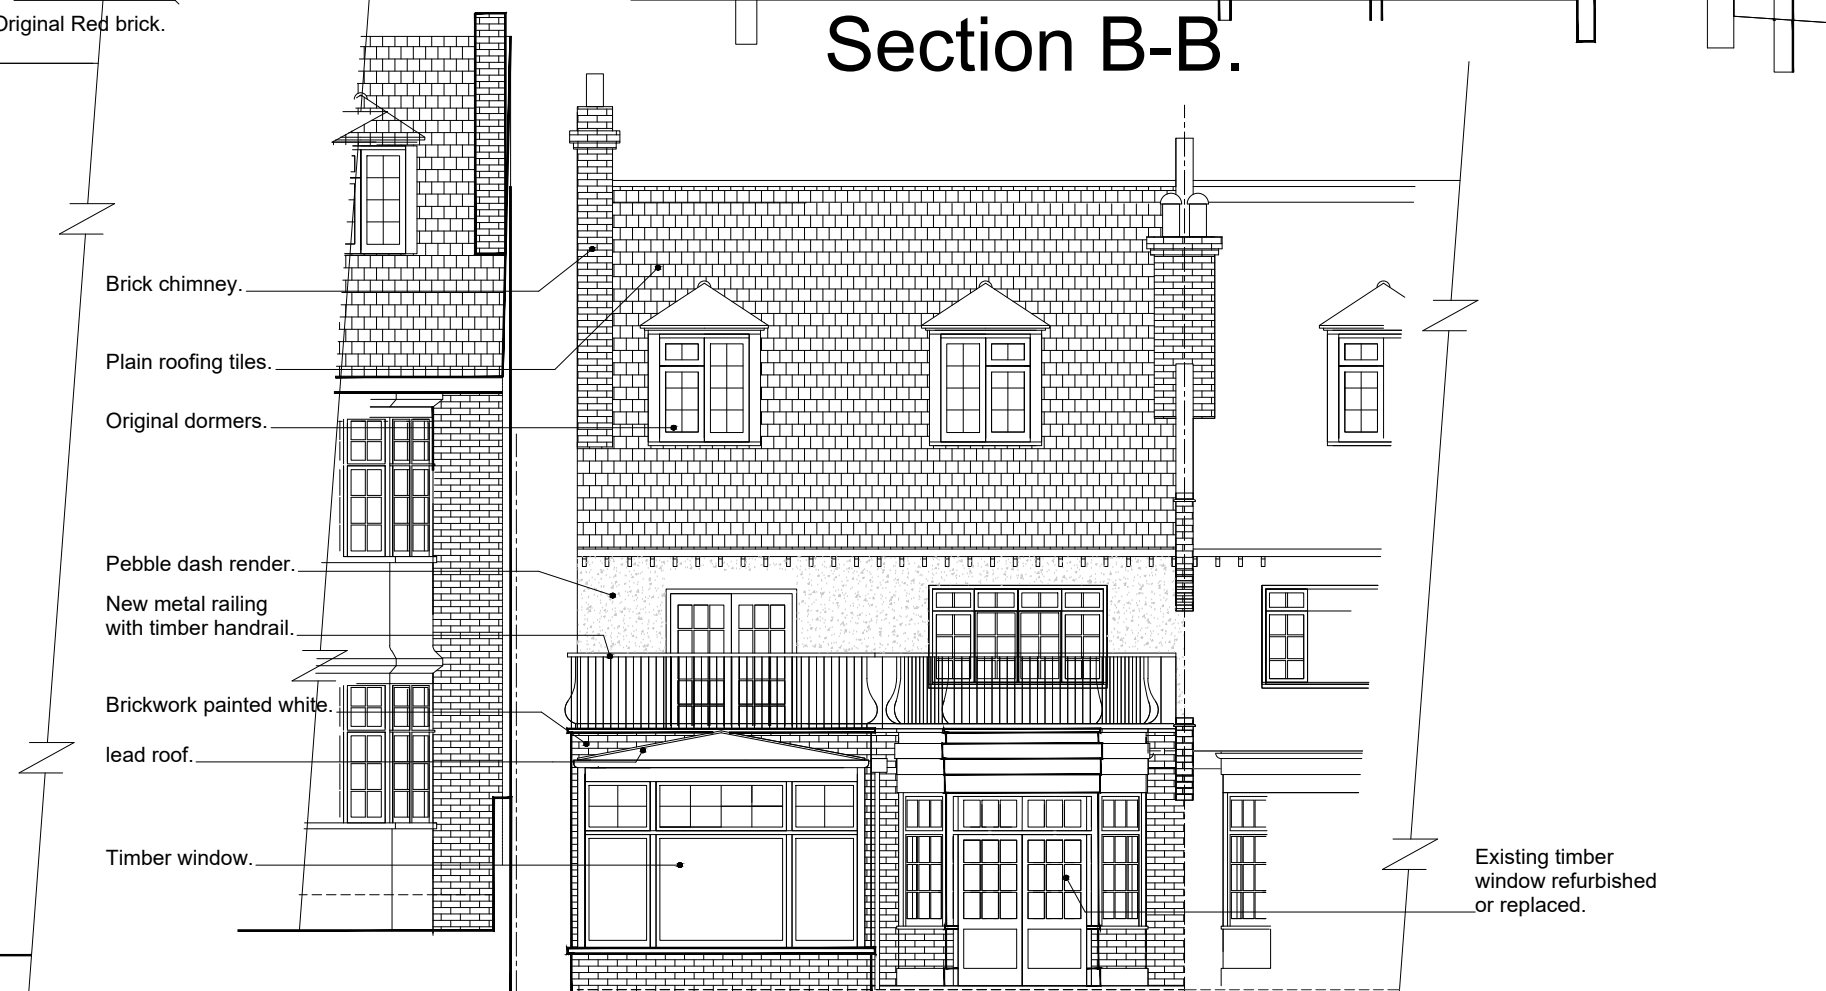 Original Red brick.
Section B-B.
Brick chimney.
Plain roofing tiles.
Original dormers.
Pebble dash render.
New metal railing
with timber handrail.
Brickwork painted white.
lead roof.
Timber window.
Existing timber
window refurbished
or replaced.